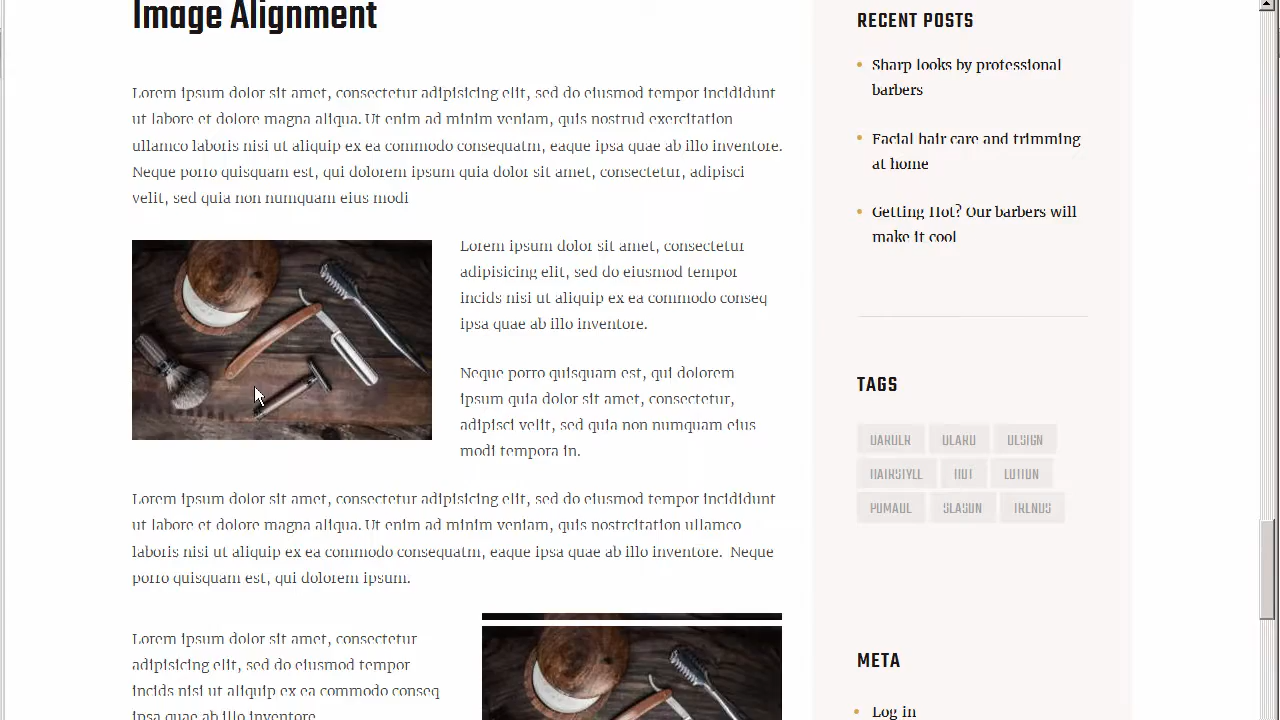 Image Alignment
Lorem ipsum dolor sit amet, consectetur adipisicing elit, sed do eiusmod tempor incididunt
ut labore et dolore magna aliqua. Ut enim ad minim veniam, quis nostrud exercitation
ullamco laboris nisi ut aliquip ex ea commodo consequatm, eaque ipsa quae ab illo inventore.
Neque porro quisquam est, qui dolorem ipsum quia dolor sit amet, consectetur, adipisci
velit, sed quia non numquam eius modi
Lorem ipsum dolor sit amet, consectetur
adipisicing elit, sed do eiusmod tempor
incids nisi ut aliquip ex ea commodo conseq
ipsa quae ab illo inventore.
Neque porro quisquam est, qui dolorem
ipsum quia dolor sit amet, consectetur,
adipisci velit, sed quia non numquam eius
modi tempora in.
Lorem ipsum dolor sit amet, consectetur adipisicing elit, sed do eiusmod tempor incididunt
ut labore et dolore magna aliqua. Ut enim ad minim veniam, quis nostrcitation ullamco
laboris nisi ut aliquip ex ea commodo consequatm, eaque ipsa quae ab illo inventore. Neque
porro quisquam est, qui dolorem ipsum.
Lorem ipsum dolor sit amet, consectetur
adipisicing elit, sed do eiusmod tempor
incids nisi ut aliquip ex ea commodo conseq
ipsa quae ab illo inventore.
RECENT POSTS
Sharp looks by professional
barbers
Facial hair care and trimming
at home
Getting Hot? Our barbers will
make it cool
TAGS
BARBER BEARD DESIGN
HAIRSTYLE HOT LOTION
POMADE SEASON TRENDS
META
Log in